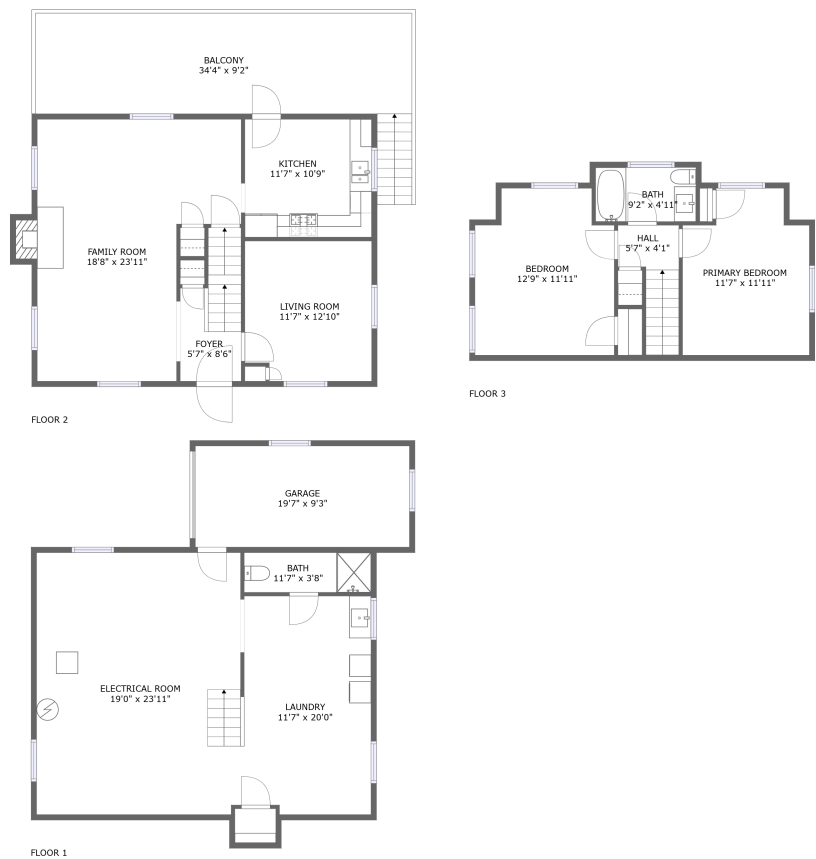 BALCONY
34'4" x 9'2"
KITCHEN
11'7" x 10'9"
FAMILY ROOM
18'8" x 23'11"
LIVING ROOM
11'7" x 12'10"
FOYER
5'7" x 8'6"
FLOOR 2
BATH
9'2" x 4'11"
HALL
5'7" x 4'1"
BEDROOM
12'9" x 11'11"
PRIMARY BEDROOM
11'7" x 11'11"
FLOOR 3
GARAGE
19'7" x 9'3"
BATH
11'7" x 3'8"
ELECTRICAL ROOM
19'0" x 23'11"
LAUNDRY
11'7" x 20'0"
FLOOR 1